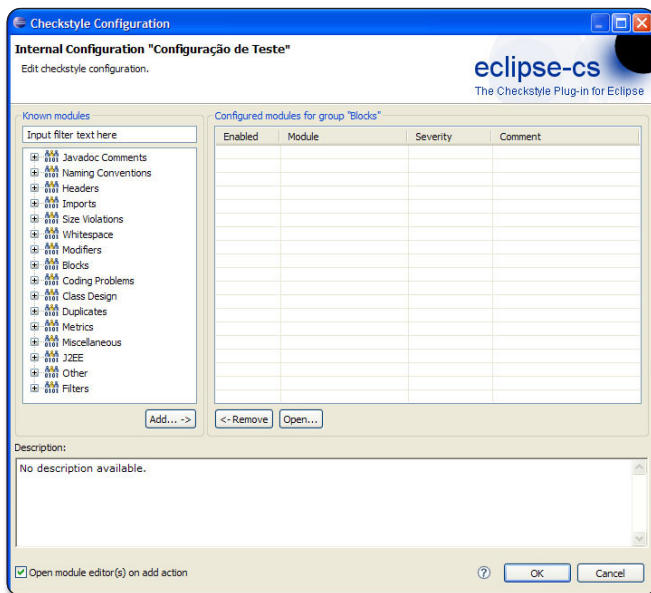 Checkstyle Configuration
Internal Configuration "Configuração de Teste"
Edit checkstyle configuration.
eclipse-cs
The Checkstyle Plug-in for Eclipse
Known modules
Input filter text here
Javadoc Comments
Naming Conventions
Headers
Imports
Size Violations
Whitespace
Modifiers
Blocks
Coding Problems
Class Design
Duplicates
Metrics
Miscellaneous
J2EE
Other
Filters
Add... ->
Configured modules for group "Blocks"
Enabled Module Severity Comment
<- Remove Open...
Description:
No description available.
Open module editor(s) on add action
? OK Cancel